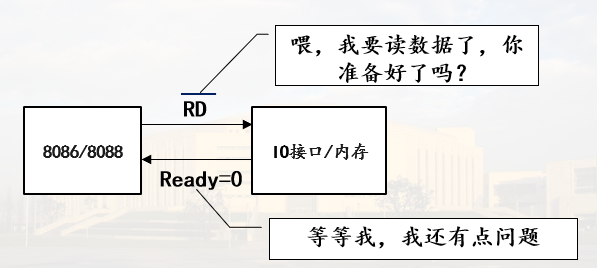 喂，我要读数据了，你
准备好了吗？
RD
8086/8088
IO接口/内存
Ready=0
等等我，我还有点问题